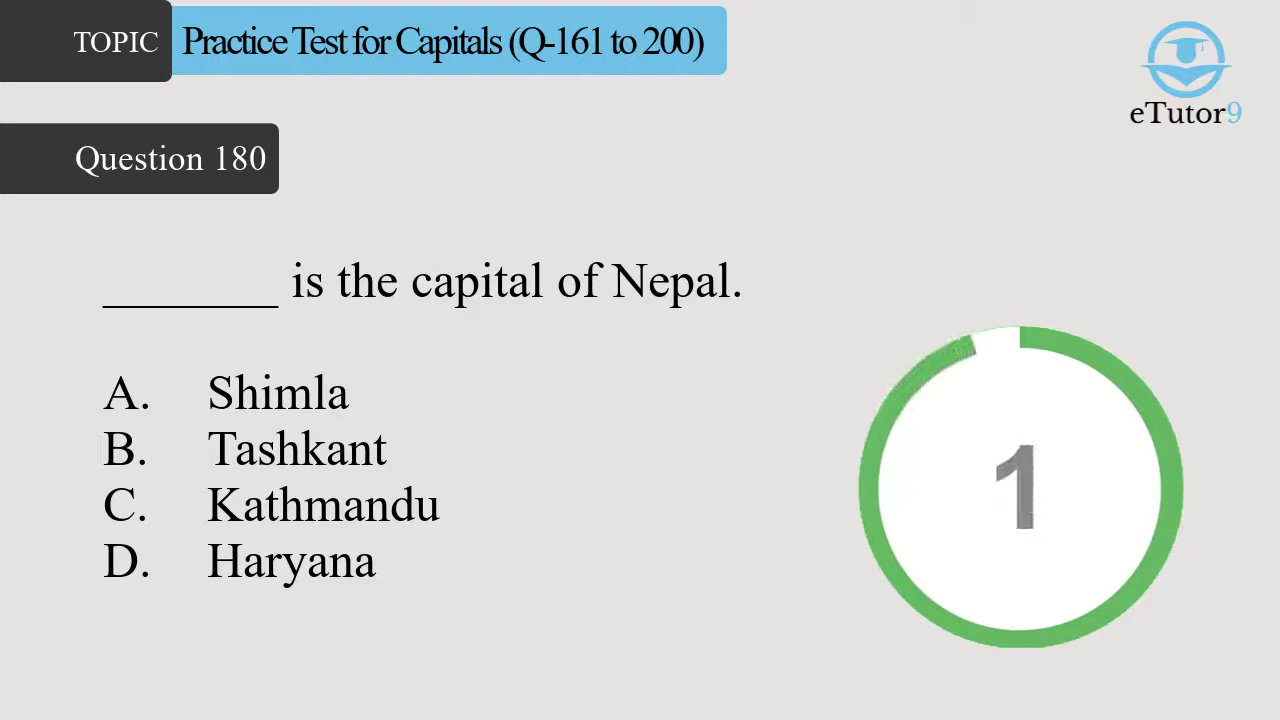 TOPIC
Practice Test for Capitals (Q-161 to 200)
eTutor9
Question 180
_______ is the capital of Nepal.
A. Shimla
B. Tashkant
C. Kathmandu
D. Haryana
1